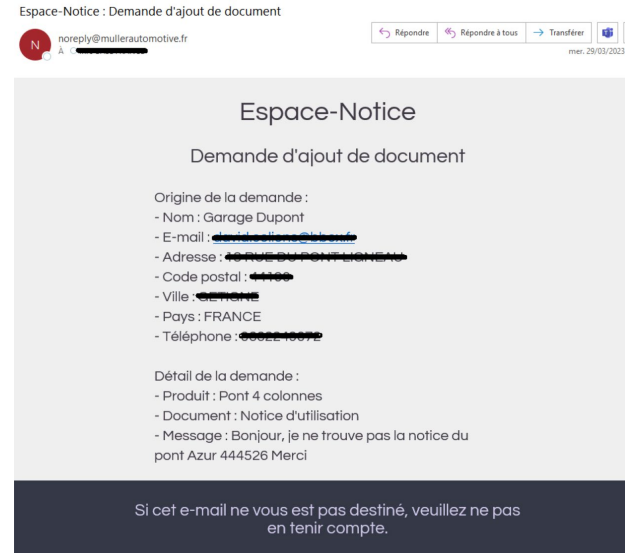 Espace-Notice : Demande d'ajout de document
N
noreply@mullerautomotive.fr
À
Répondre
Répondre à tous
Transférer
mer. 29/03/2023
Espace-Notice
Demande d'ajout de document
Origine de la demande :
- Nom : Garage Dupont
- E-mail :
- Adresse :
- Code postal :
- Ville :
- Pays : FRANCE
- Téléphone :
Détail de la demande :
- Produit : Pont 4 colonnes
- Document : Notice d'utilisation
- Message : Bonjour, je ne trouve pas la notice du
pont Azur 444526 Merci
Si cet e-mail ne vous est pas destiné, veuillez ne pas
en tenir compte.